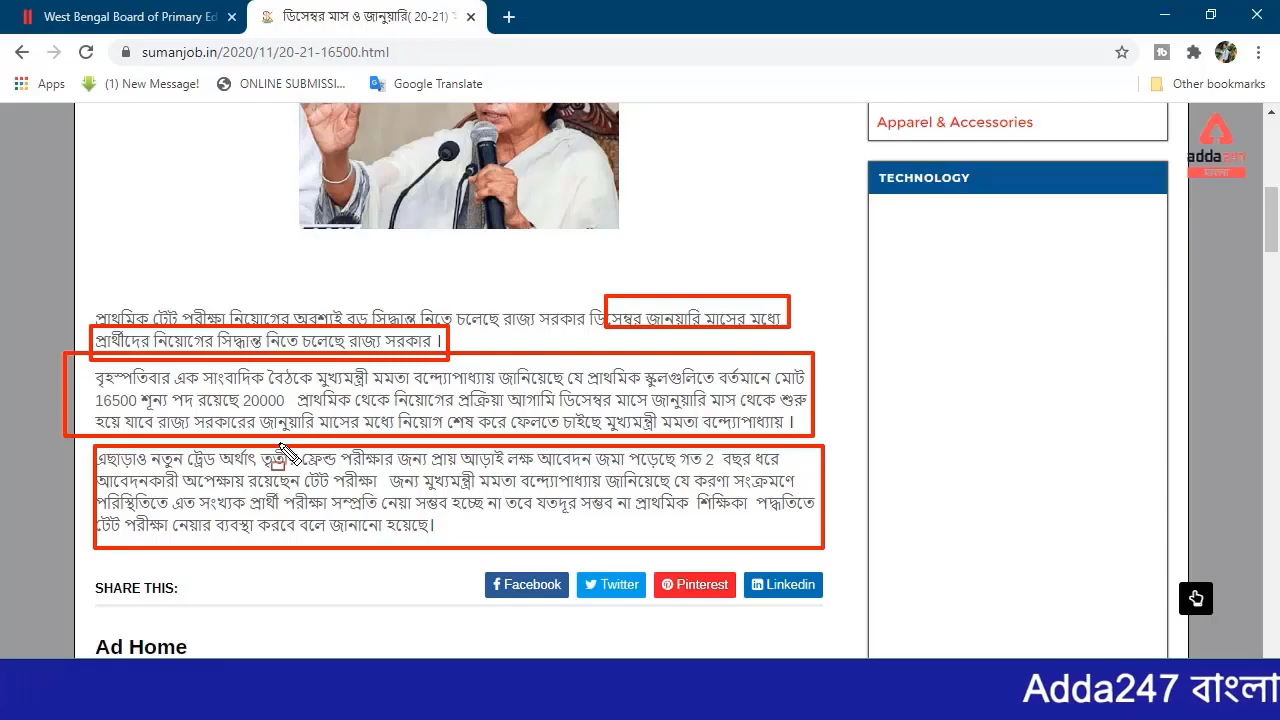 West Bengal Board of Primary Ed
ডিসেম্বর মাস ও জানুয়ারি( 20-21)
sumanjob.in/2020/11/20-21-16500.html
Apps
(1) New Message!
ONLINE SUBMISSI...
Google Translate
Other bookmarks
Apparel & Accessories
adda247
বাংলা
TECHNOLOGY
প্রাথমিক টেট পরীক্ষা নিয়োগের অবশ্যই বড় সিদ্ধান্ত নিতে চলেছে রাজ্য সরকার ডিসেম্বর জানুয়ারি মাসের মধ্যে
প্রার্থীদের নিয়োগের সিদ্ধান্ত নিতে চলেছে রাজ্য সরকার ।
বৃহস্পতিবার এক সাংবাদিক বৈঠকে মুখ্যমন্ত্রী মমতা বন্দ্যোপাধ্যায় জানিয়েছে যে প্রাথমিক স্কুলগুলিতে বর্তমানে মোট
16500 শূন্য পদ রয়েছে 20000 প্রাথমিক থেকে নিয়োগের প্রক্রিয়া আগামি ডিসেম্বর মাসে জানুয়ারি মাস থেকে শুরু
হয়ে যাবে রাজ্য সরকারের জানুয়ারি মাসের মধ্যে নিয়োগ শেষ করে ফেলতে চাইছে মুখ্যমন্ত্রী মমতা বন্দ্যোপাধ্যায় ।
এছাড়াও নতুন ট্রেড অর্থাৎ ফ্রেন্ড পরীক্ষার জন্য প্রায় আড়াই লক্ষ আবেদন জমা পড়েছে গত 2 বছর ধরে
আবেদনকারী অপেক্ষায় রয়েছেন টেট পরীক্ষা জন্য মুখ্যমন্ত্রী মমতা বন্দ্যোপাধ্যায় জানিয়েছে যে করণা সংক্রমণে
পরিস্থিতিতে এত সংখ্যক প্রার্থী পরীক্ষা সম্প্রতি নেয়া সম্ভব হচ্ছে না তবে যতদূর সম্ভব না প্রাথমিক শিক্ষিকা পদ্ধতিতে
টেট পরীক্ষা নেয়ার ব্যবস্থা করবে বলে জানানো হয়েছে।
SHARE THIS:
Facebook
Twitter
Pinterest
Linkedin
Ad Home
Adda247 বাংলা